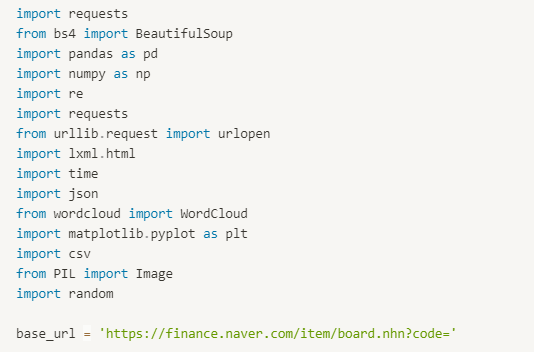 import requests
from bs4 import BeautifulSoup
import pandas as pd
import numpy as np
import re
import requests
from urllib.request import urlopen
import lxml.html
import time
import json
from wordcloud import WordCloud
import matplotlib.pyplot as plt
import csv
from PIL import Image
import random
base_url = 'https://finance.naver.com/item/board.nhn?code='